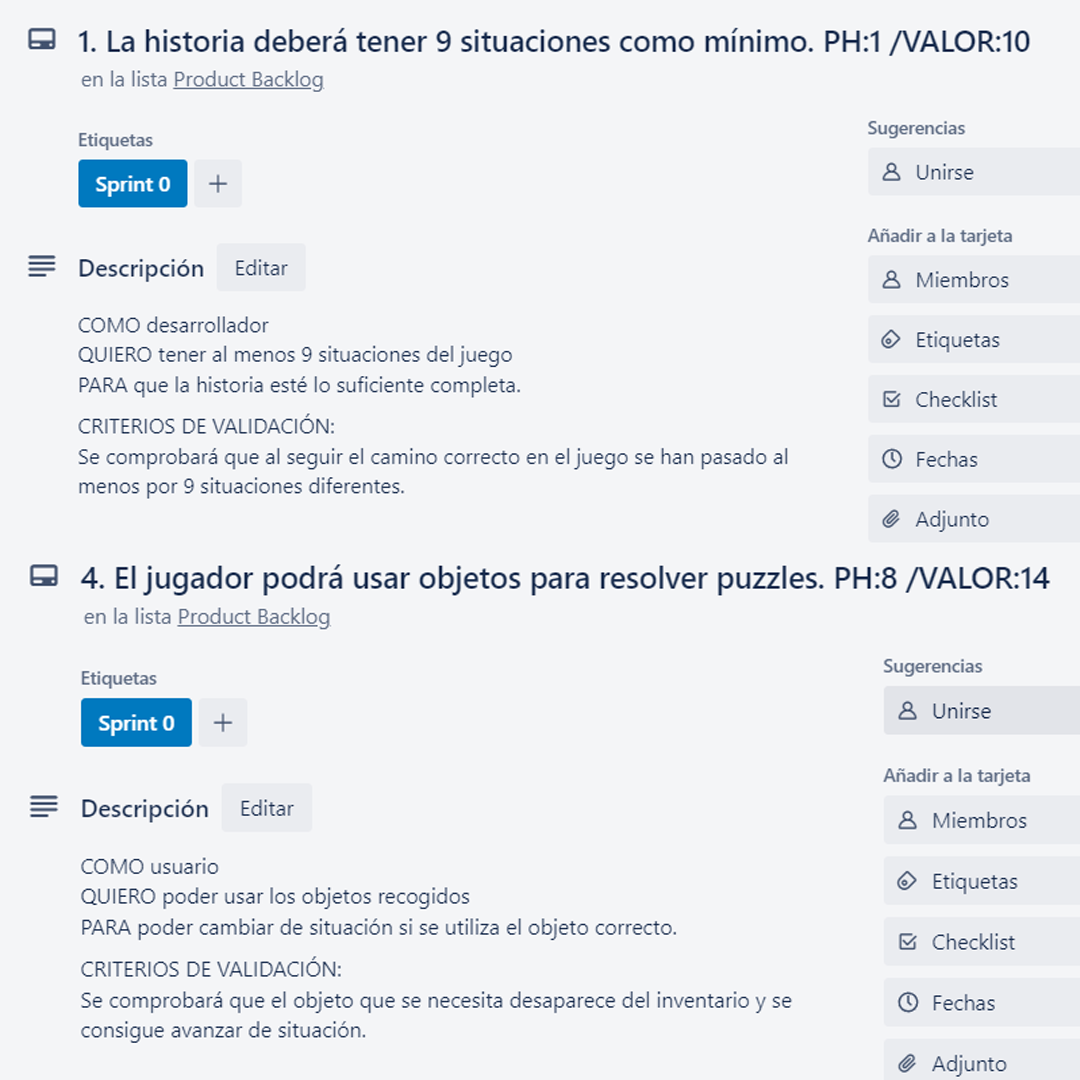 1. La historia deberá tener 9 situaciones como mínimo. PH:1 /VALOR:10
en la lista Product Backlog
Etiquetas
Sprint 0 +
Sugerencias
Unirse
Añadir a la tarjeta
Miembros
Etiquetas
Checklist
Fechas
Adjunto
Descripción Editar
COMO desarrollador
QUIERO tener al menos 9 situaciones del juego
PARA que la historia esté lo suficiente completa.
CRITERIOS DE VALIDACIÓN:
Se comprobará que al seguir el camino correcto en el juego se han pasado al
menos por 9 situaciones diferentes.
4. El jugador podrá usar objetos para resolver puzzles. PH:8 /VALOR:14
en la lista Product Backlog
Etiquetas
Sprint 0 +
Sugerencias
Unirse
Añadir a la tarjeta
Miembros
Etiquetas
Checklist
Fechas
Adjunto
Descripción Editar
COMO usuario
QUIERO poder usar los objetos recogidos
PARA poder cambiar de situación si se utiliza el objeto correcto.
CRITERIOS DE VALIDACIÓN:
Se comprobará que el objeto que se necesita desaparece del inventario y se
consigue avanzar de situación.